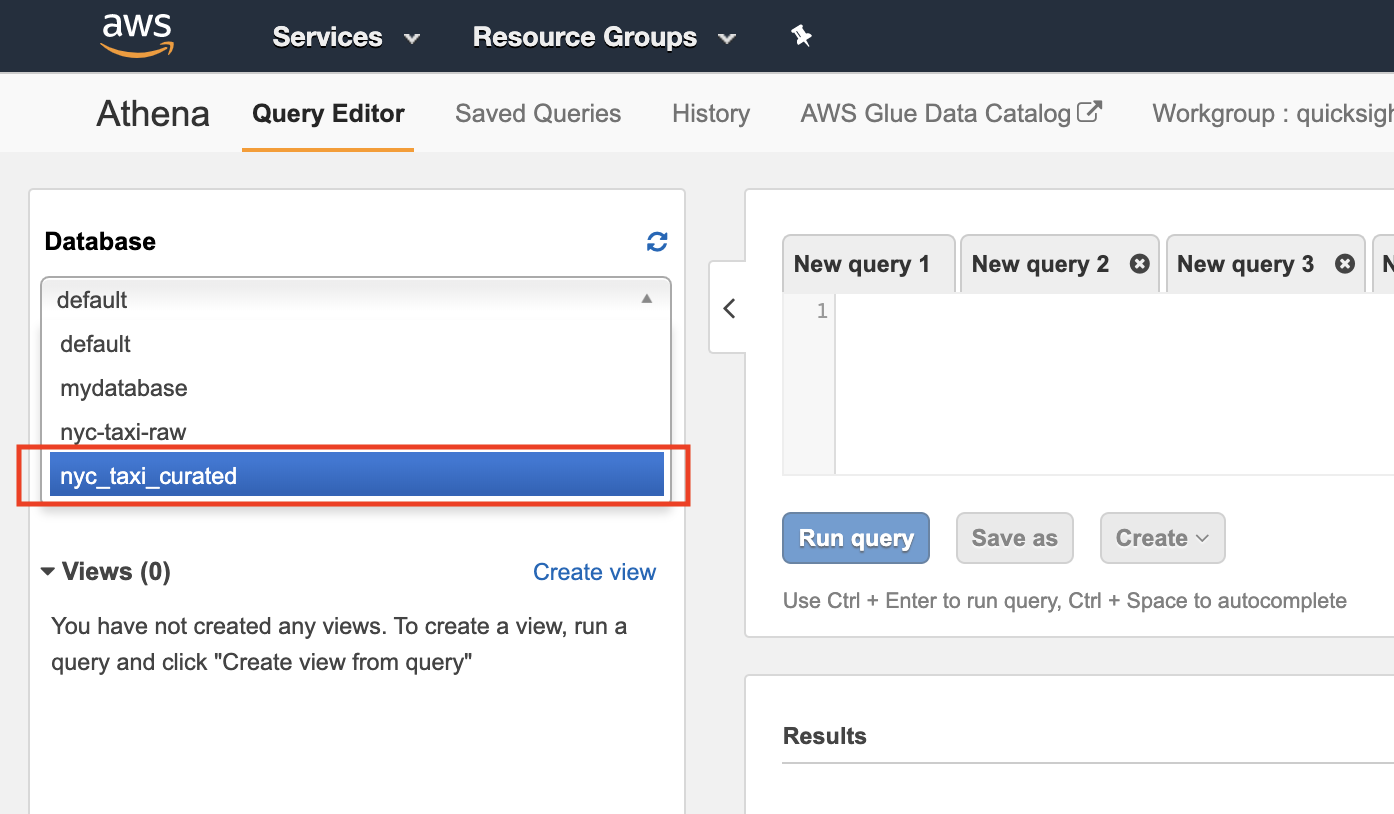 aws
Services
Resource Groups
Athena
Query Editor
Saved Queries
History
AWS Glue Data Catalog
Workgroup : quicksigh
Database
default
default
mydatabase
nyc-taxi-raw
nyc_taxi_curated
Views (0)
Create view
You have not created any views. To create a view, run a
query and click "Create view from query"
New query 1
New query 2
New query 3
N
1
Run query
Save as
Create
Use Ctrl + Enter to run query, Ctrl + Space to autocomplete
Results